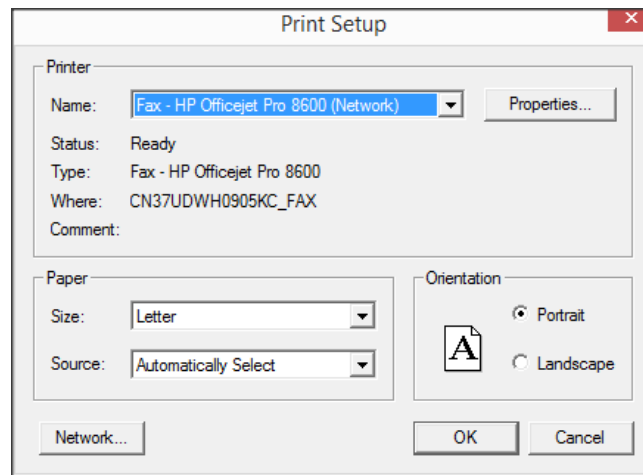 Print Setup
Printer
Name: Fax - HP Officejet Pro 8600 (Network) Properties...
Status: Ready
Type: Fax - HP Officejet Pro 8600
Where: CN37UDWH0905KC_FAX
Comment:
Paper
Size: Letter
Source: Automatically Select
Orientation
A
Portrait
Landscape
Network... OK Cancel